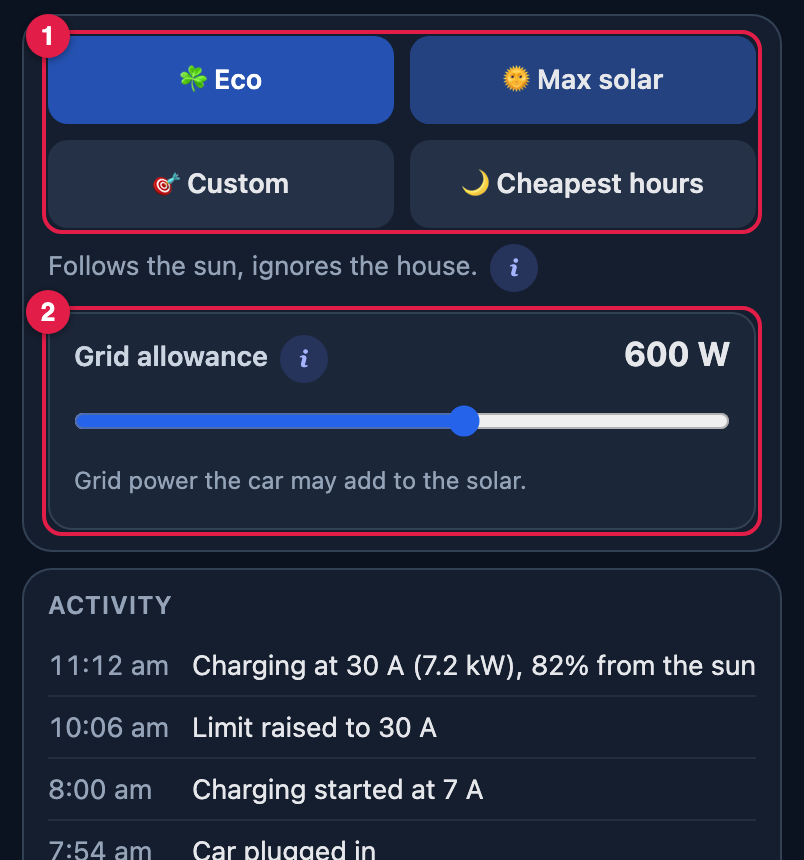 1
☘️ Eco
🌞 Max solar
🎯 Custom
🌙 Cheapest hours
Follows the sun, ignores the house. i
2
Grid allowance i
600 W
Grid power the car may add to the solar.
ACTIVITY
11:12 am Charging at 30 A (7.2 kW), 82% from the sun
10:06 am Limit raised to 30 A
8:00 am Charging started at 7 A
7:54 am Car plugged in